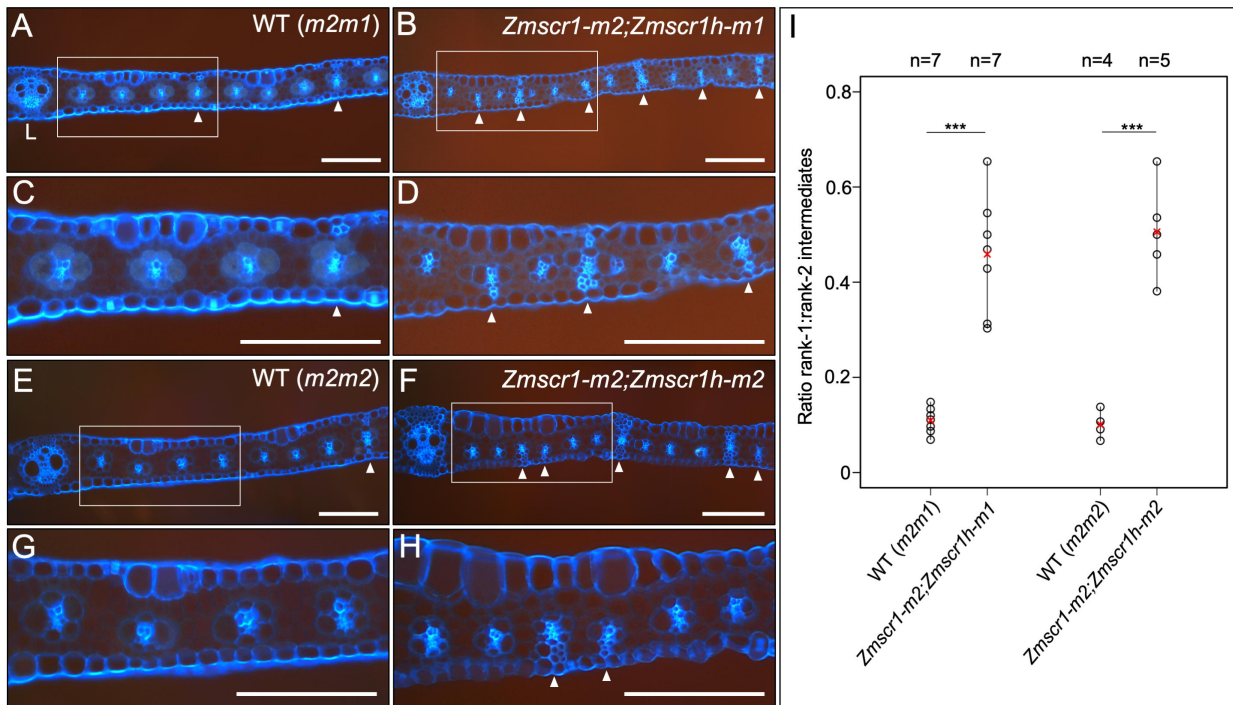 A WT (m2m1)
L
B Zmscr1-m2;Zmscr1h-m1
C
D
E WT (m2m2)
F Zmscr1-m2;Zmscr1h-m2
G
H
I
n=7 n=7 n=4 n=5
*** ***
0.8
0.6
0.4
0.2
0
Ratio rank-1:rank-2 intermediates
WT (m2m1)
Zmscr1-m2;Zmscr1h-m1
WT (m2m2)
Zmscr1-m2;Zmscr1h-m2